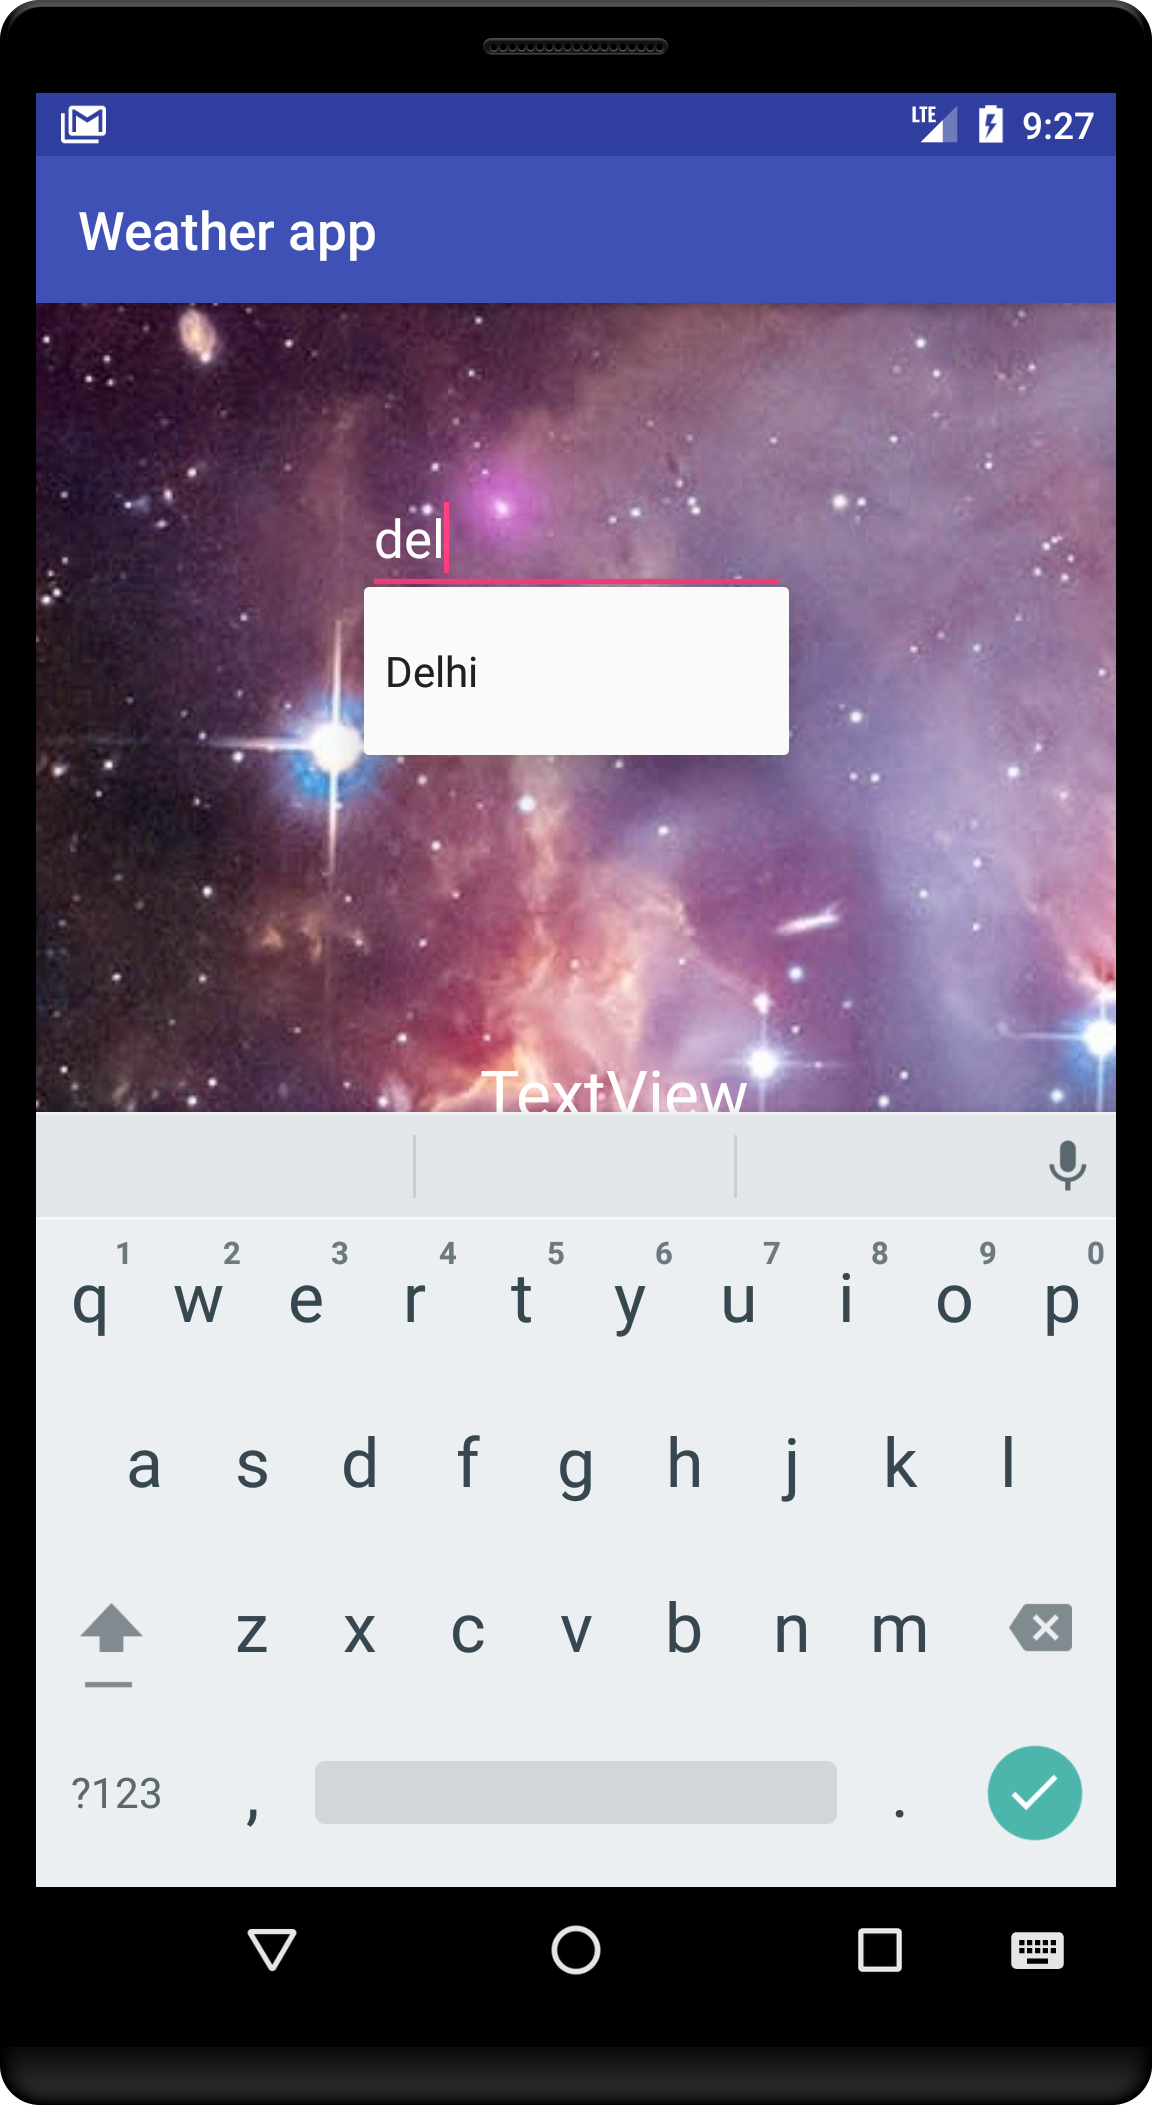 LTE 9:27
Weather app
del
Delhi
TextView
1 2 3 4 5 6 7 8 9 0
q w e r t y u i o p
a s d f g h j k l
z x c v b n m
?123 , .